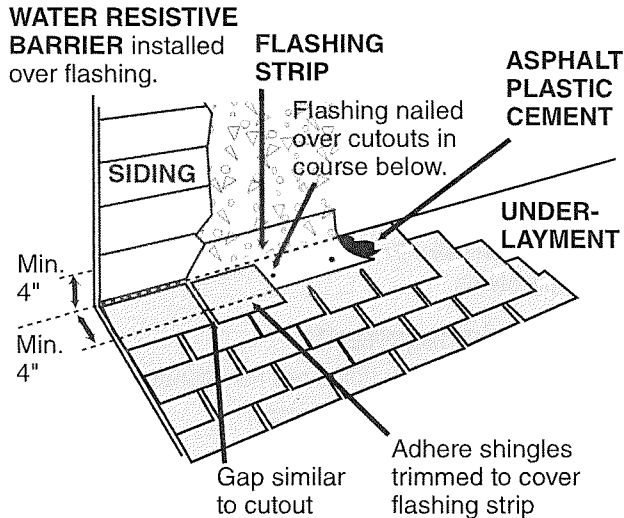 WATER RESISTIVE
BARRIER installed
over flashing.
FLASHING
STRIP
ASPHALT
PLASTIC
CEMENT
Flashing nailed
over cutouts in
course below.
SIDING
UNDER-
LAYMENT
Min.
4"
Min.
4"
Gap similar
to cutout
Adhere shingles
trimmed to cover
flashing strip